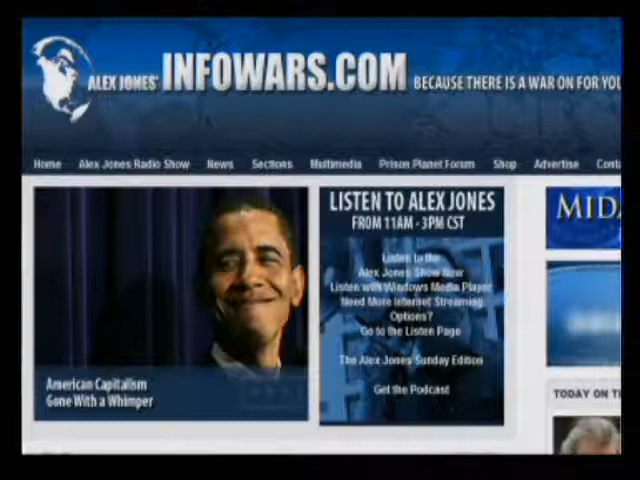 ALEX JONES' INFOWARS.COM BECAUSE THERE IS A WAR ON FOR YOU
Home Alex Jones Radio Show News Sections Multimedia Prison Planet Forum Shop Advertise Cont
LISTEN TO ALEX JONES
FROM 11AM - 3PM CST
Listen to the
Alex Jones Show Now
Listen with Windows Media Player
Need More Internet Streaming
Options?
Go to the Listen Page
The Alex Jones Sunday Edition
Get the Podcast
American Capitalism
Gone With a Whimper
MIDA
TODAY ON T